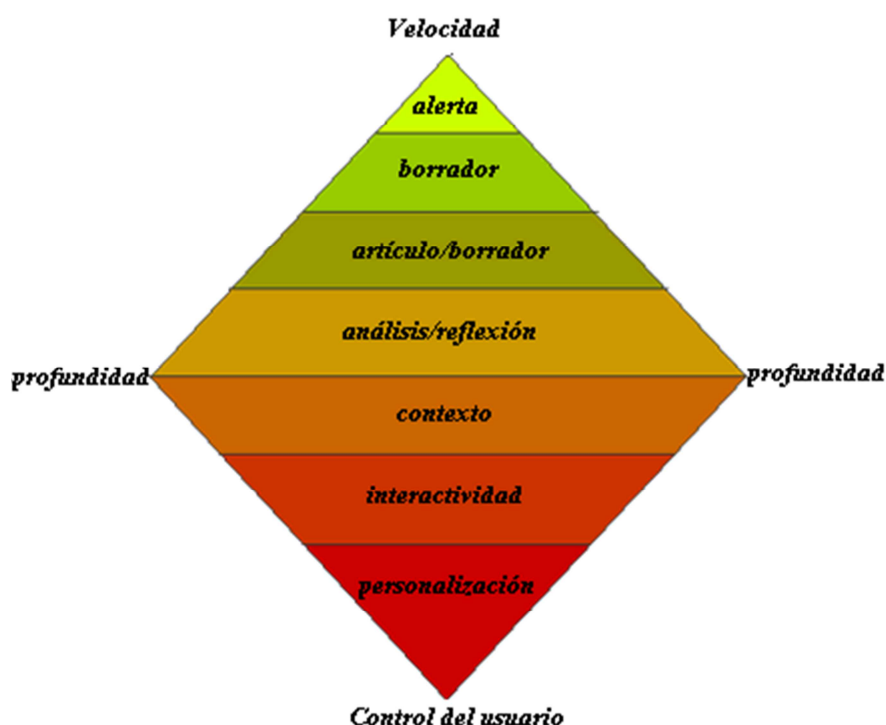 Velocidad
alerta
borrador
artículo/borrador
análisis/reflexión
profundidad
profundidad
contexto
interactividad
personalización
Control del usuario